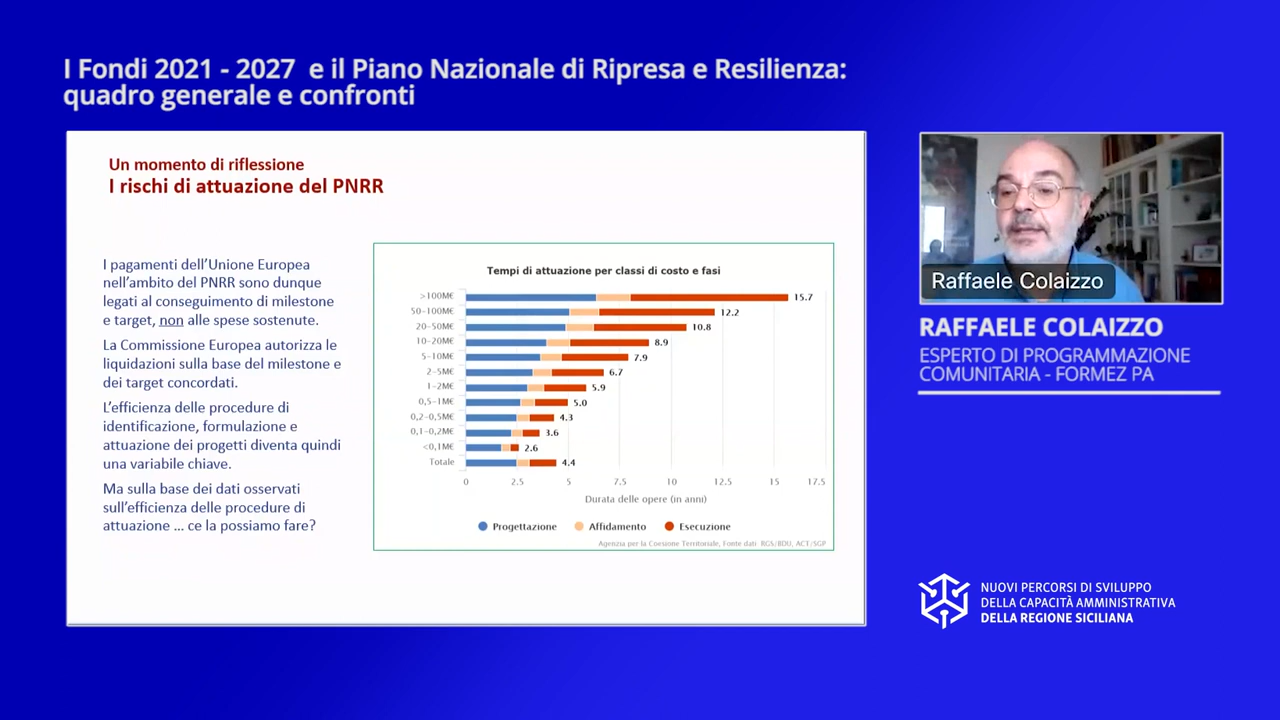 I Fondi 2021 - 2027 e il Piano Nazionale di Ripresa e Resilienza:
quadro generale e confronti
Un momento di riflessione
I rischi di attuazione del PNRR
I pagamenti dell'Unione Europea
nell'ambito del PNRR sono dunque
legati al conseguimento di milestone
e target, non alle spese sostenute.
La Commissione Europea autorizza le
liquidazioni sulla base del milestone e
dei target concordati.
L'efficienza delle procedure di
identificazione, formulazione e
attuazione dei progetti diventa quindi
una variabile chiave.
Ma sulla base dei dati osservati
sull'efficienza delle procedure di
attuazione ... ce la possiamo fare?
Tempi di attuazione per classi di costo e fasi
>100M€ 15.7
50-100M€ 12.2
20-50M€ 10.8
10-20M€ 8.9
5-10M€ 7.9
2-5M€ 6.7
1-2M€ 5.9
0,5-1M€ 5.0
0,2-0,5M€ 4.3
0,1-0,2M€ 3.6
<0,1M€ 2.6
Totale 4.4
0 2.5 5 7.5 10 12.5 15 17.5
Durata delle opere (in anni)
Progettazione Affidamento Esecuzione
Agenzia per la Coesione Territoriale, Fonte dati RGS/BDU, ACT/SGP
Raffaele Colaizzo
RAFFAELE COLAIZZO
ESPERTO DI PROGRAMMAZIONE
COMUNITARIA - FORMEZ PA
NUOVI PERCORSI DI SVILUPPO
DELLA CAPACITÀ AMMINISTRATIVA
DELLA REGIONE SICILIANA